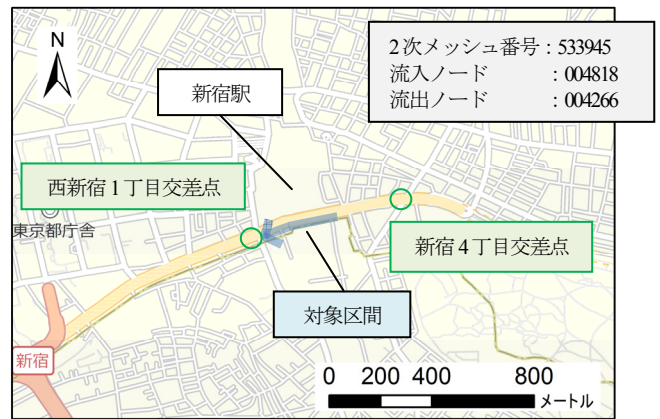 N
2次メッシュ番号：533945
流入ノード　　　：004818
流出ノード　　　：004266
新宿駅
西新宿1丁目交差点
東京都庁舎
新宿4丁目交差点
対象区間
新宿
0 200 400 800
メートル